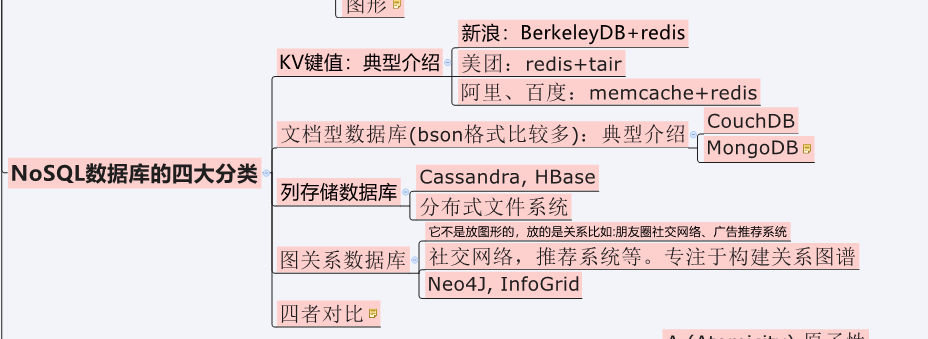 图形
新浪：BerkeleyDB+redis
KV键值：典型介绍
美团：redis+tair
阿里、百度：memcache+redis
CouchDB
文档型数据库(bson格式比较多)：典型介绍
MongoDB
NoSQL数据库的四大分类
Cassandra, HBase
列存储数据库
分布式文件系统
它不是放图形的，放的是关系比如:朋友圈社交网络、广告推荐系统
图关系数据库
社交网络，推荐系统等。专注于构建关系图谱
Neo4J, InfoGrid
四者对比
A (Atomicity) 原子性